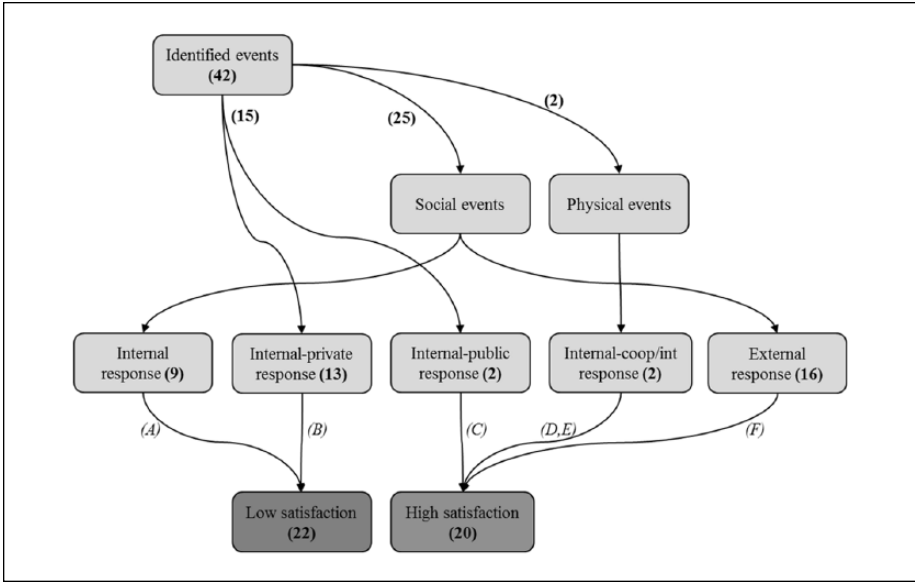 Identified events
(42)
(15)
(25)
(2)
Social events
Physical events
Internal
response (9)
Internal-private
response (13)
Internal-public
response (2)
Internal-coop/int
response (2)
External
response (16)
(A)
(B)
(C)
(D,E)
(F)
Low satisfaction
(22)
High satisfaction
(20)